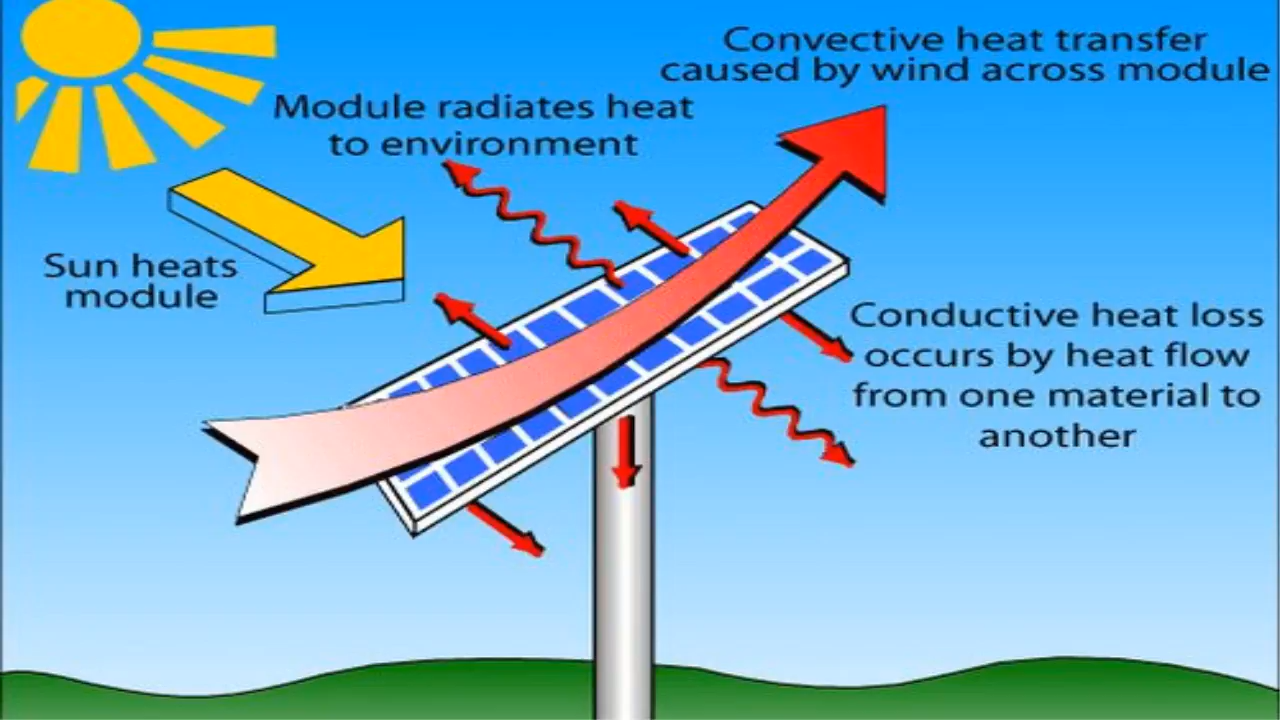 Convective heat transfer
caused by wind across module
Module radiates heat
to environment
Sun heats
module
Conductive heat loss
occurs by heat flow
from one material to
another